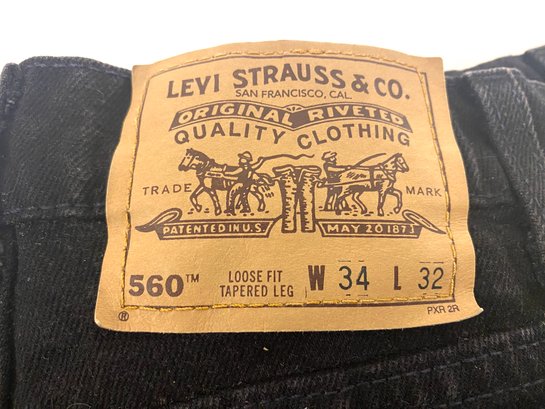 LEVI STRAUSS & CO.
SAN FRANCISCO, CAL.
ORIGINAL RIVETED
QUALITY CLOTHING
TRADE MARK
PATENTED IN U.S. MAY 20 1873
560™ LOOSE FIT TAPERED LEG W 34 L 32
® PXR 2R